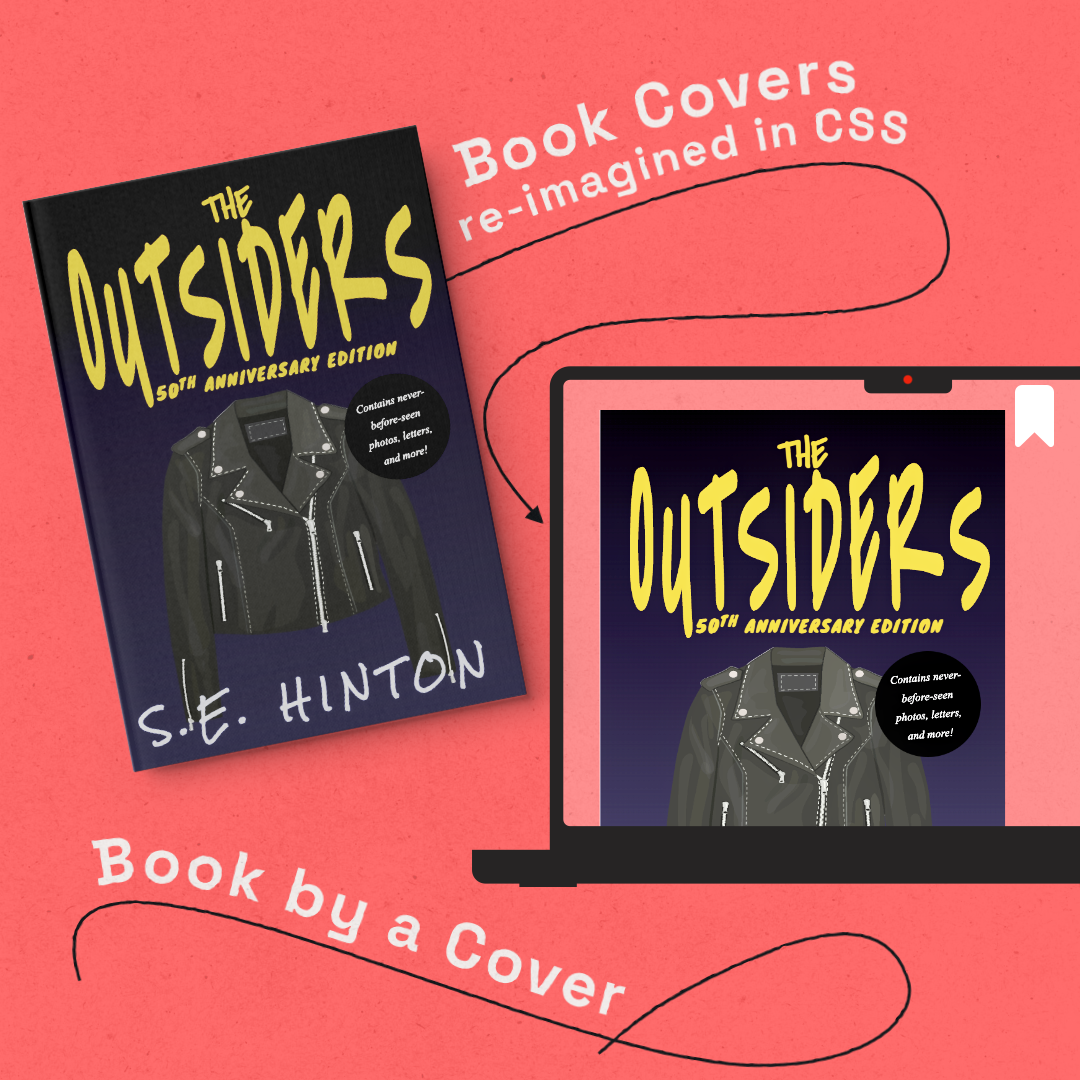 Book Covers
re-imagined in CSS
THE
OUTSIDERS
50TH ANNIVERSARY EDITION
Contains never-
before-seen
photos, letters,
and more!
S.E. HINTON
THE
OUTSIDERS
50TH ANNIVERSARY EDITION
Contains never-
before-seen
photos, letters,
and more!
Book by a Cover